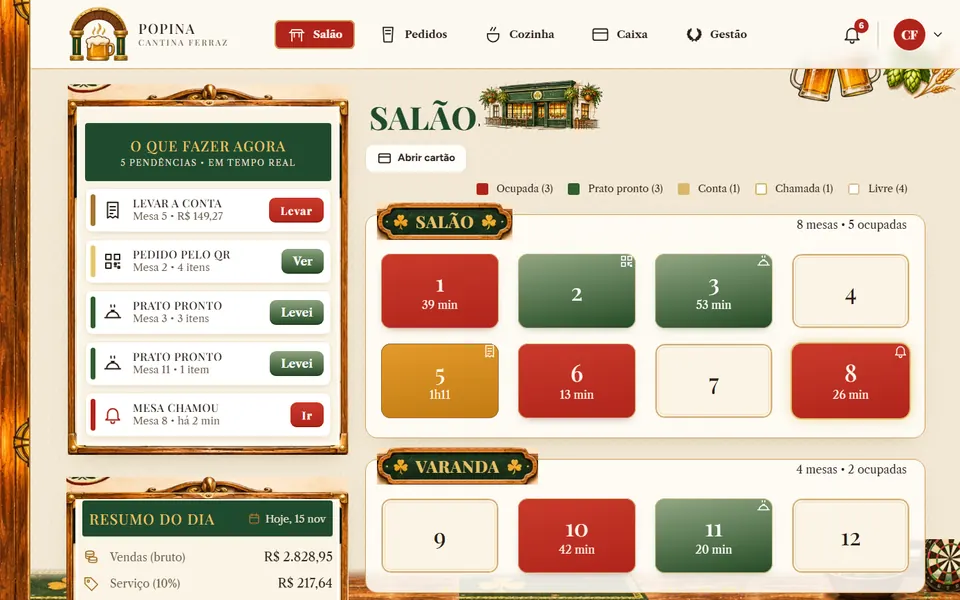 POPINA
CANTINA FERRAZ
Salão
Pedidos
Cozinha
Caixa
Gestão
6
CF
O QUE FAZER AGORA
5 PENDÊNCIAS • EM TEMPO REAL
LEVAR A CONTA
Mesa 5 • R$ 149,27
Levar
PEDIDO PELO QR
Mesa 2 • 4 itens
Ver
PRATO PRONTO
Mesa 3 • 3 itens
Levei
PRATO PRONTO
Mesa 11 • 1 item
Levei
MESA CHAMOU
Mesa 8 • há 2 min
Ir
RESUMO DO DIA
Hoje, 15 nov
Vendas (bruto)
R$ 2.828,95
Serviço (10%)
R$ 217,64
SALÃO
Abrir cartão
Ocupada (3)
Prato pronto (3)
Conta (1)
Chamada (1)
Livre (4)
SALÃO
8 mesas • 5 ocupadas
1
39 min
2
3
53 min
4
5
1h11
6
13 min
7
8
26 min
VARANDA
4 mesas • 2 ocupadas
9
10
42 min
11
20 min
12